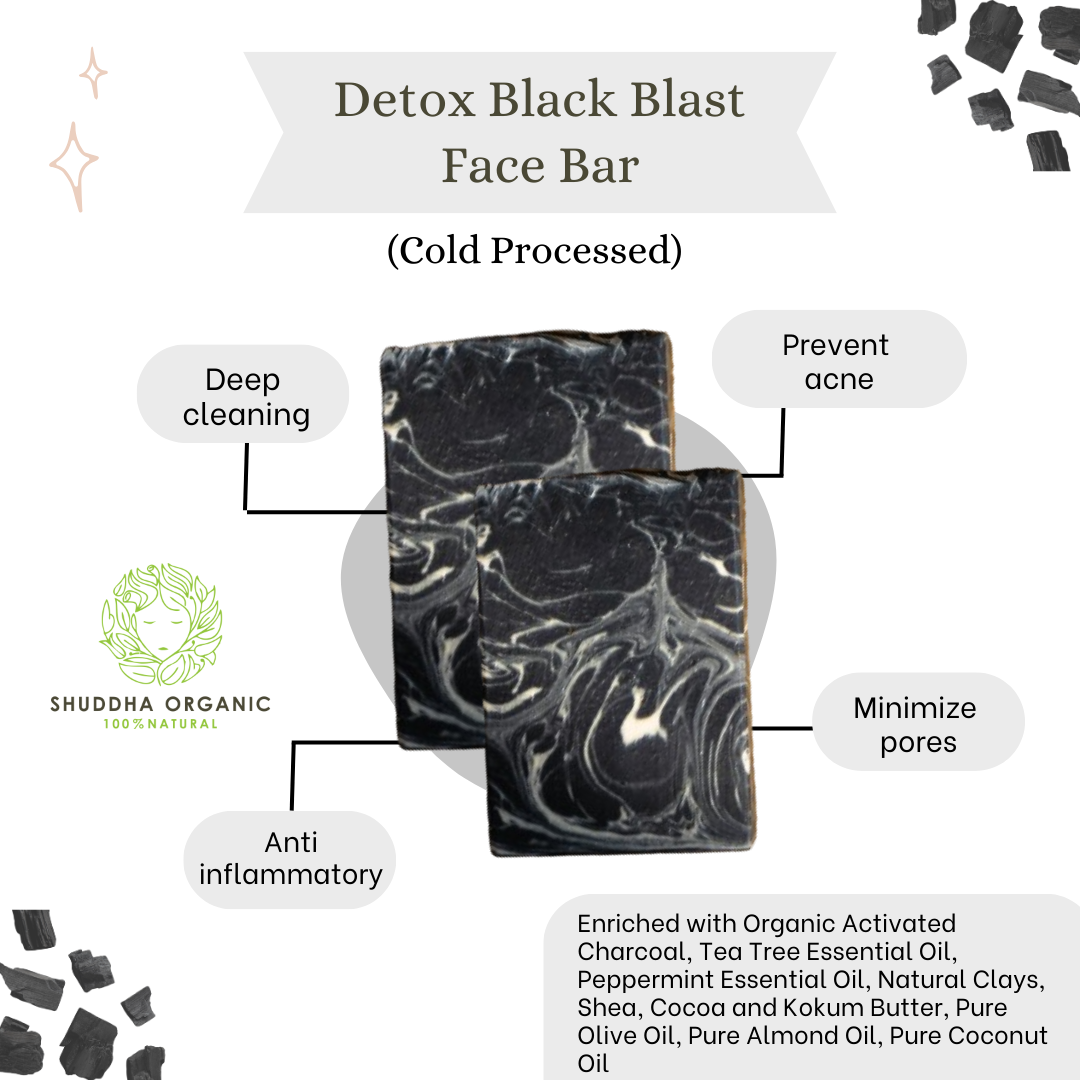 Detox Black Blast
Face Bar
(Cold Processed)
Prevent
acne
Deep
cleaning
SHUDDHA ORGANIC
100%NATURAL
Minimize
pores
Anti
inflammatory
Enriched with Organic Activated
Charcoal, Tea Tree Essential Oil,
Peppermint Essential Oil, Natural Clays,
Shea, Cocoa and Kokum Butter, Pure
Olive Oil, Pure Almond Oil, Pure Coconut
Oil